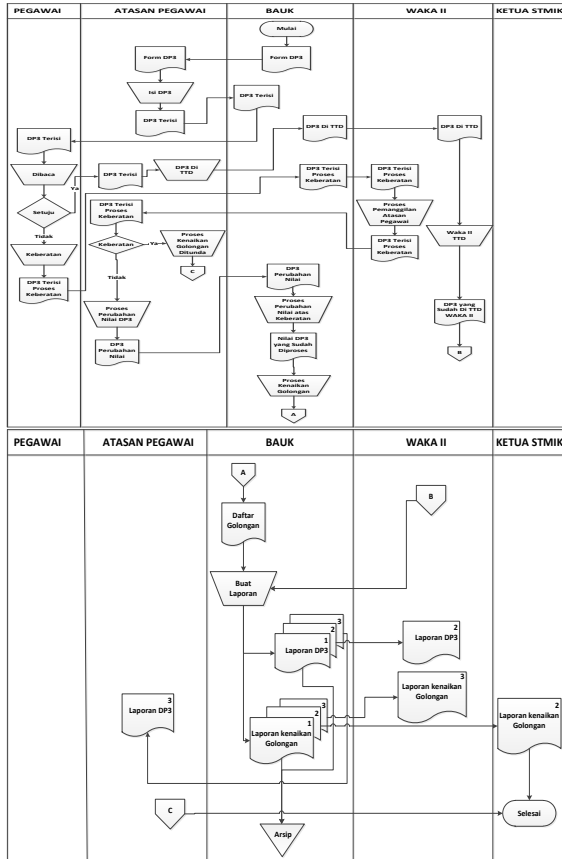 PEGAWAI
ATASAN PEGAWAI
BAUK
WAKA II
KETUA STMIK
Mulai
Form DP3
Form DP3
Isi DP3
DP3 Terisi
DP3 Terisi
DP3 Terisi
DP3 Di TTD
DP3 Di TTD
Dibaca
Ya
DP3 Terisi
DP3 Di
TTD
DP3 Terisi
Proses
Keberatan
DP3 Terisi
Proses
Keberatan
Setuju
DP3 Terisi
Proses
Keberatan
Proses
Pemanggilan
Atasan
Pegawai
Tidak
Keberatan
Keberatan
Ya
Proses
Kenaikan
Golongan
Ditunda
DP3 Terisi
Proses
Keberatan
Waka II
TTD
DP3 Terisi
Proses
Keberatan
C
Tidak
DP3
Perubahan
Nilai
Proses
Perubahan
Nilai DP3
Proses
Perubahan
Nilai atas
Keberatan
DP3 yang
Sudah Di TTD
WAKA II
DP3
Perubahan
Nilai
Nilai DP3
yang Sudah
Diproses
B
Proses
Kenaikan
Golongan
A
PEGAWAI
ATASAN PEGAWAI
BAUK
WAKA II
KETUA STMIK
A
B
Daftar
Golongan
Buat
Laporan
3
2
1
Laporan DP3
2
Laporan DP3
3
Laporan DP3
3
Laporan kenaikan
Golongan
3
2
1
Laporan kenaikan
Golongan
2
Laporan kenaikan
Golongan
C
Selesai
Arsip